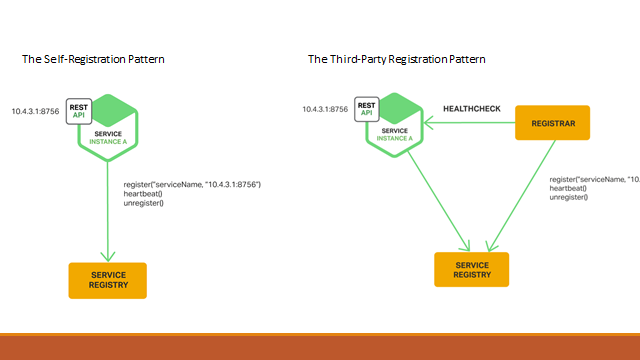 The Self-Registration Pattern
10.4.3.1:8756
REST
API
SERVICE
INSTANCE A
register("serviceName, "10.4.3.1:8756")
heartbeat()
unregister()
SERVICE
REGISTRY
The Third-Party Registration Pattern
10.4.3.1:8756
REST
API
SERVICE
INSTANCE A
HEALTHCHECK
REGISTRAR
register("serviceName, "10.
heartbeat()
unregister()
SERVICE
REGISTRY